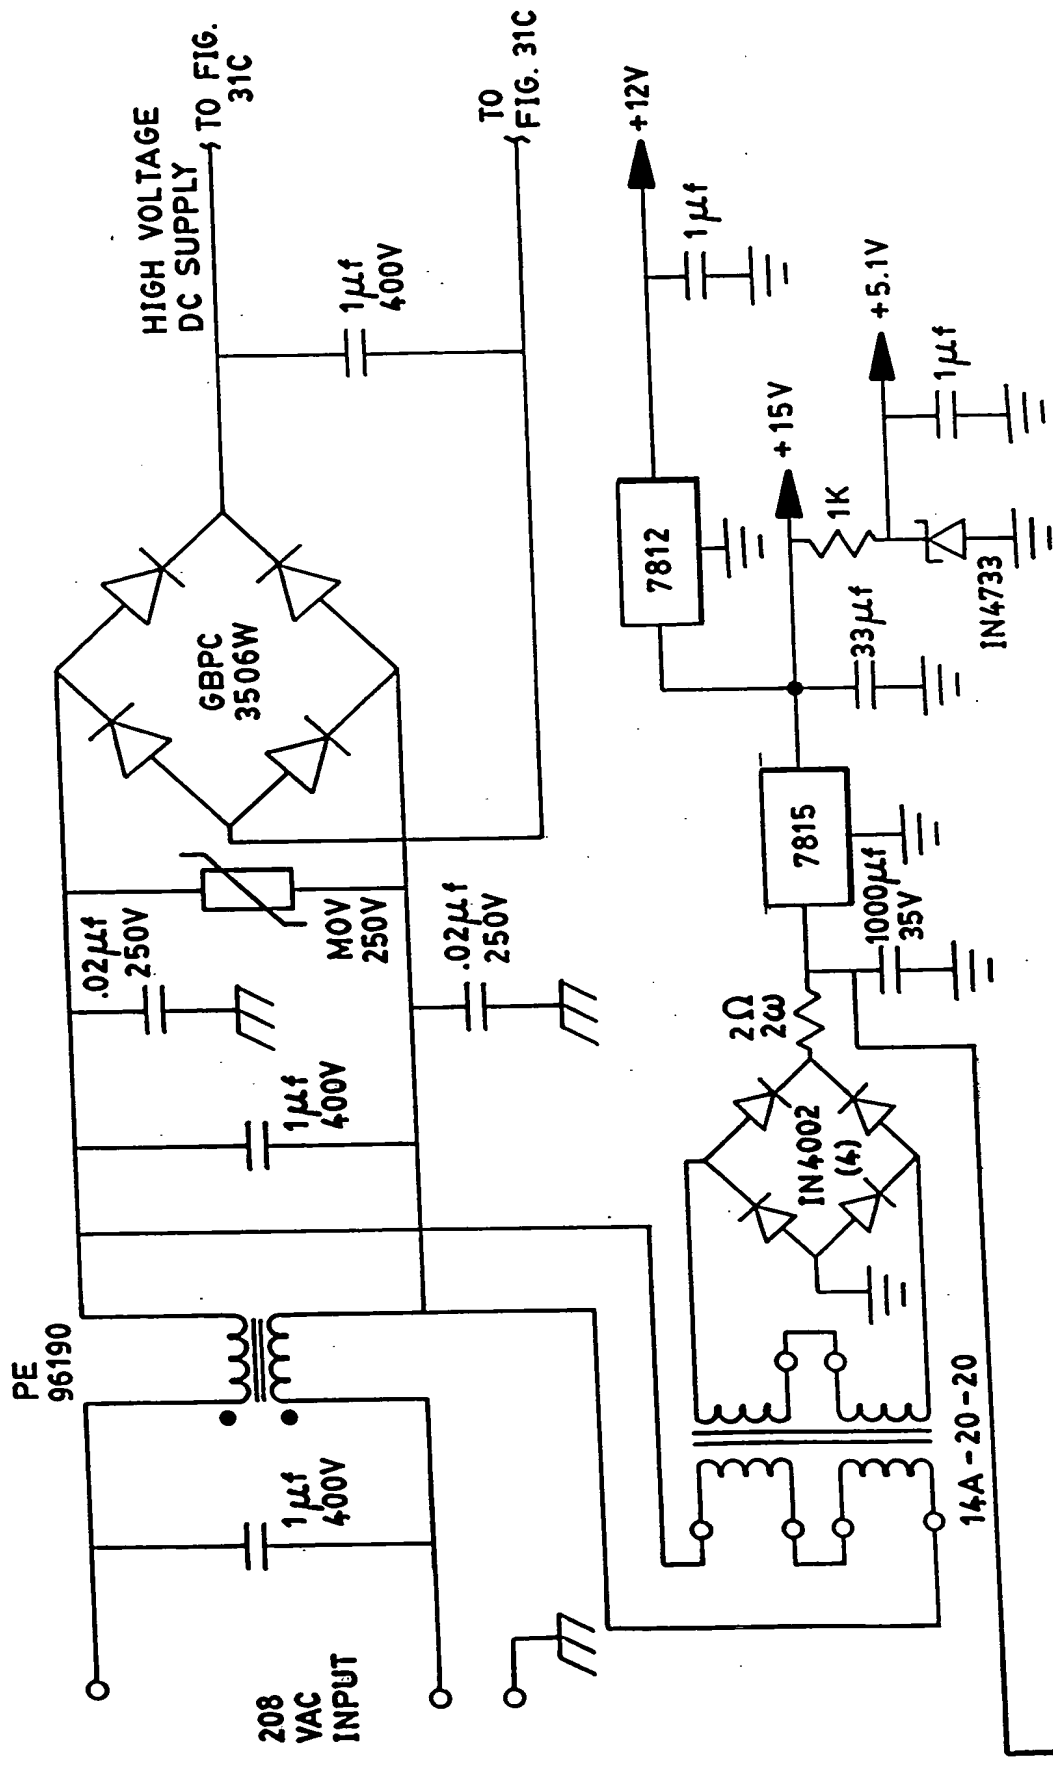 208
VAC
INPUT
1µf
400V
PE
96190
1µf
400V
.02µf
250V
.02µf
250V
MOV
250V
GBPC
3506W
1µf
400V
HIGH VOLTAGE
DC SUPPLY
TO FIG.
31C
TO
FIG. 31C
14A-20-20
IN4002
(4)
2Ω
2ω
1000µf
35V
7815
33µf
7812
1µf
+12V
+15V
1K
IN4733
1µf
+5.1V